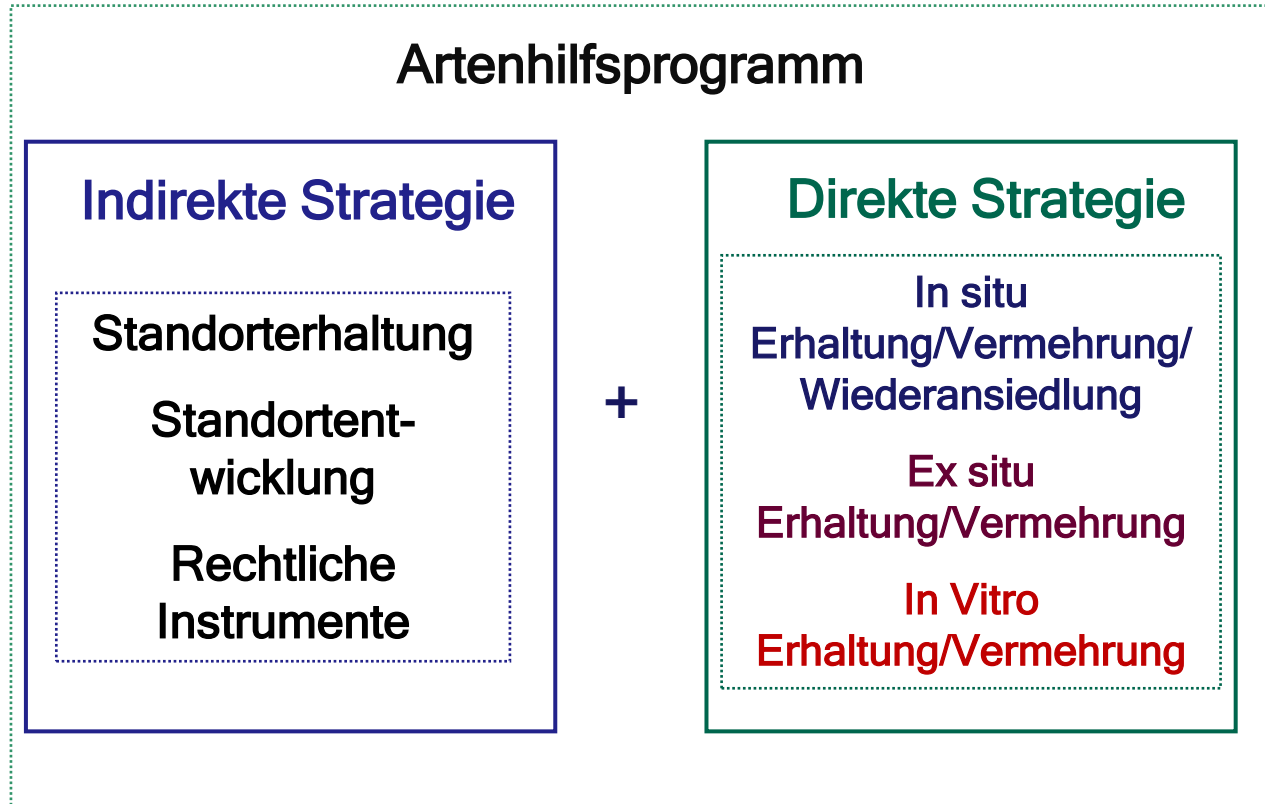 Artenhilfsprogramm
Indirekte Strategie
Standorterhaltung
Standortent-
wicklung
Rechtliche
Instrumente
+
Direkte Strategie
In situ
Erhaltung/Vermehrung/
Wiederansiedlung
Ex situ
Erhaltung/Vermehrung
In Vitro
Erhaltung/Vermehrung